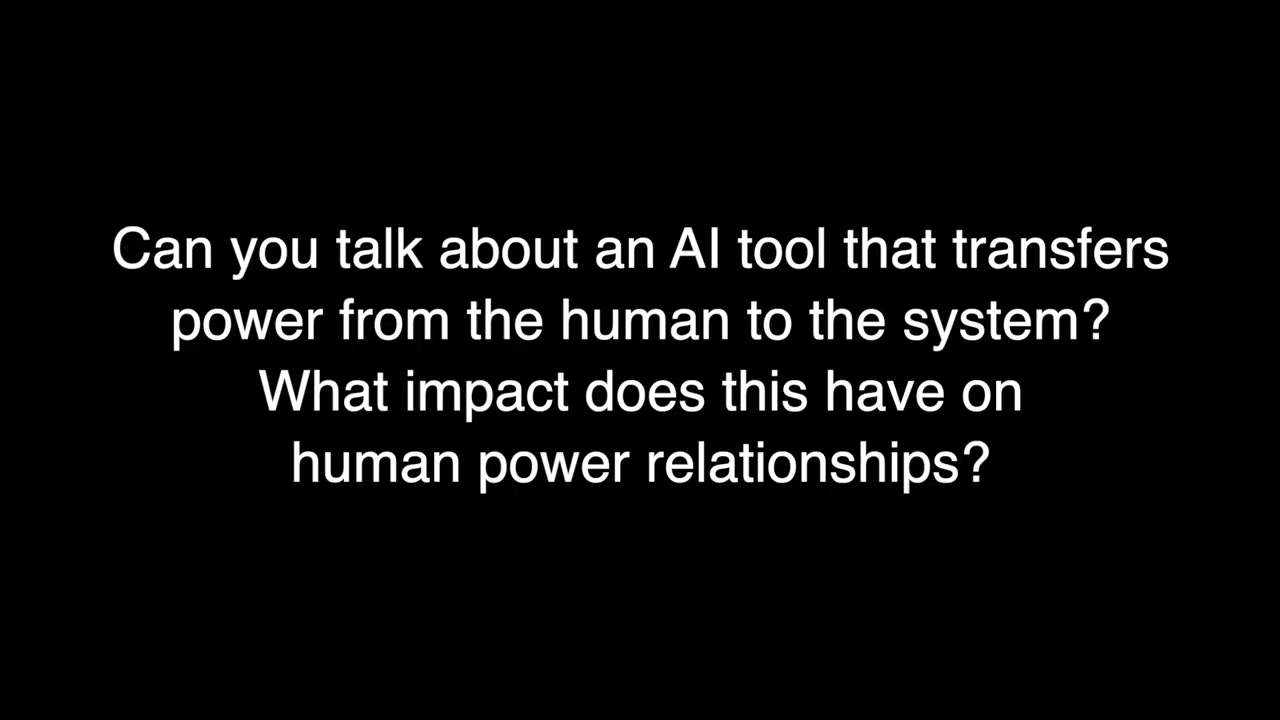 Can you talk about an AI tool that transfers
power from the human to the system?
What impact does this have on
human power relationships?